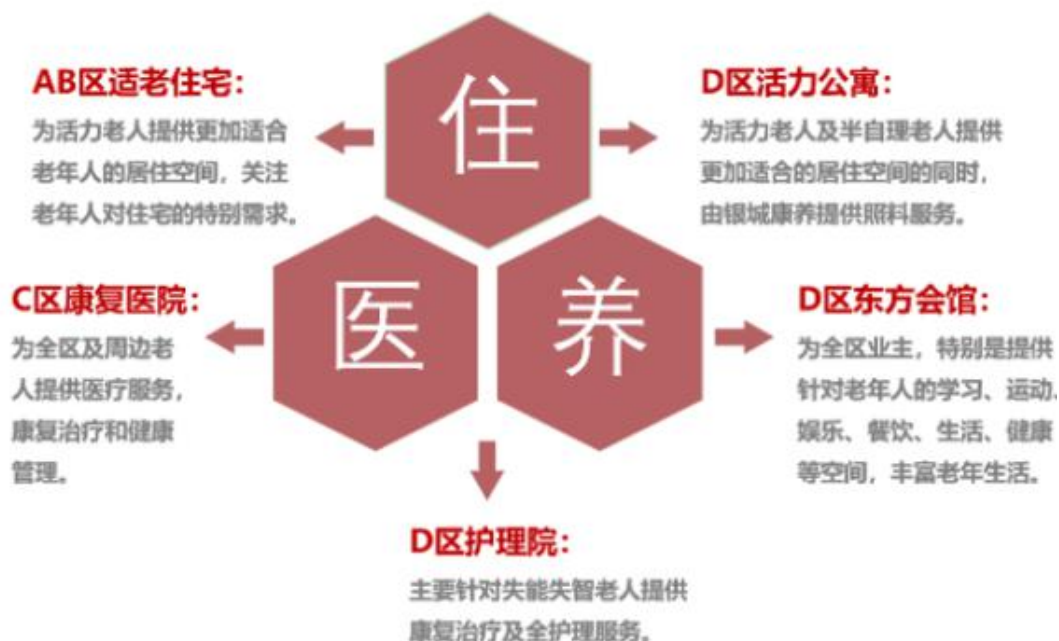 住
AB区适老住宅：
为活力老人提供更加适合
老年人的居住空间，关注
老年人对住宅的特别需求。
D区活力公寓：
为活力老人及半自理老人提供
更加适合的居住空间的同时，
由银城康养提供照料服务。
医
养
C区康复医院：
为全区及周边老
人提供医疗服务，
康复治疗和健康
管理。
D区东方会馆：
为全区业主，特别是提供
针对老年人的学习、运动、
娱乐、餐饮、生活、健康
等空间，丰富老年生活。
D区护理院：
主要针对失能失智老人提供
康复治疗及全护理服务。